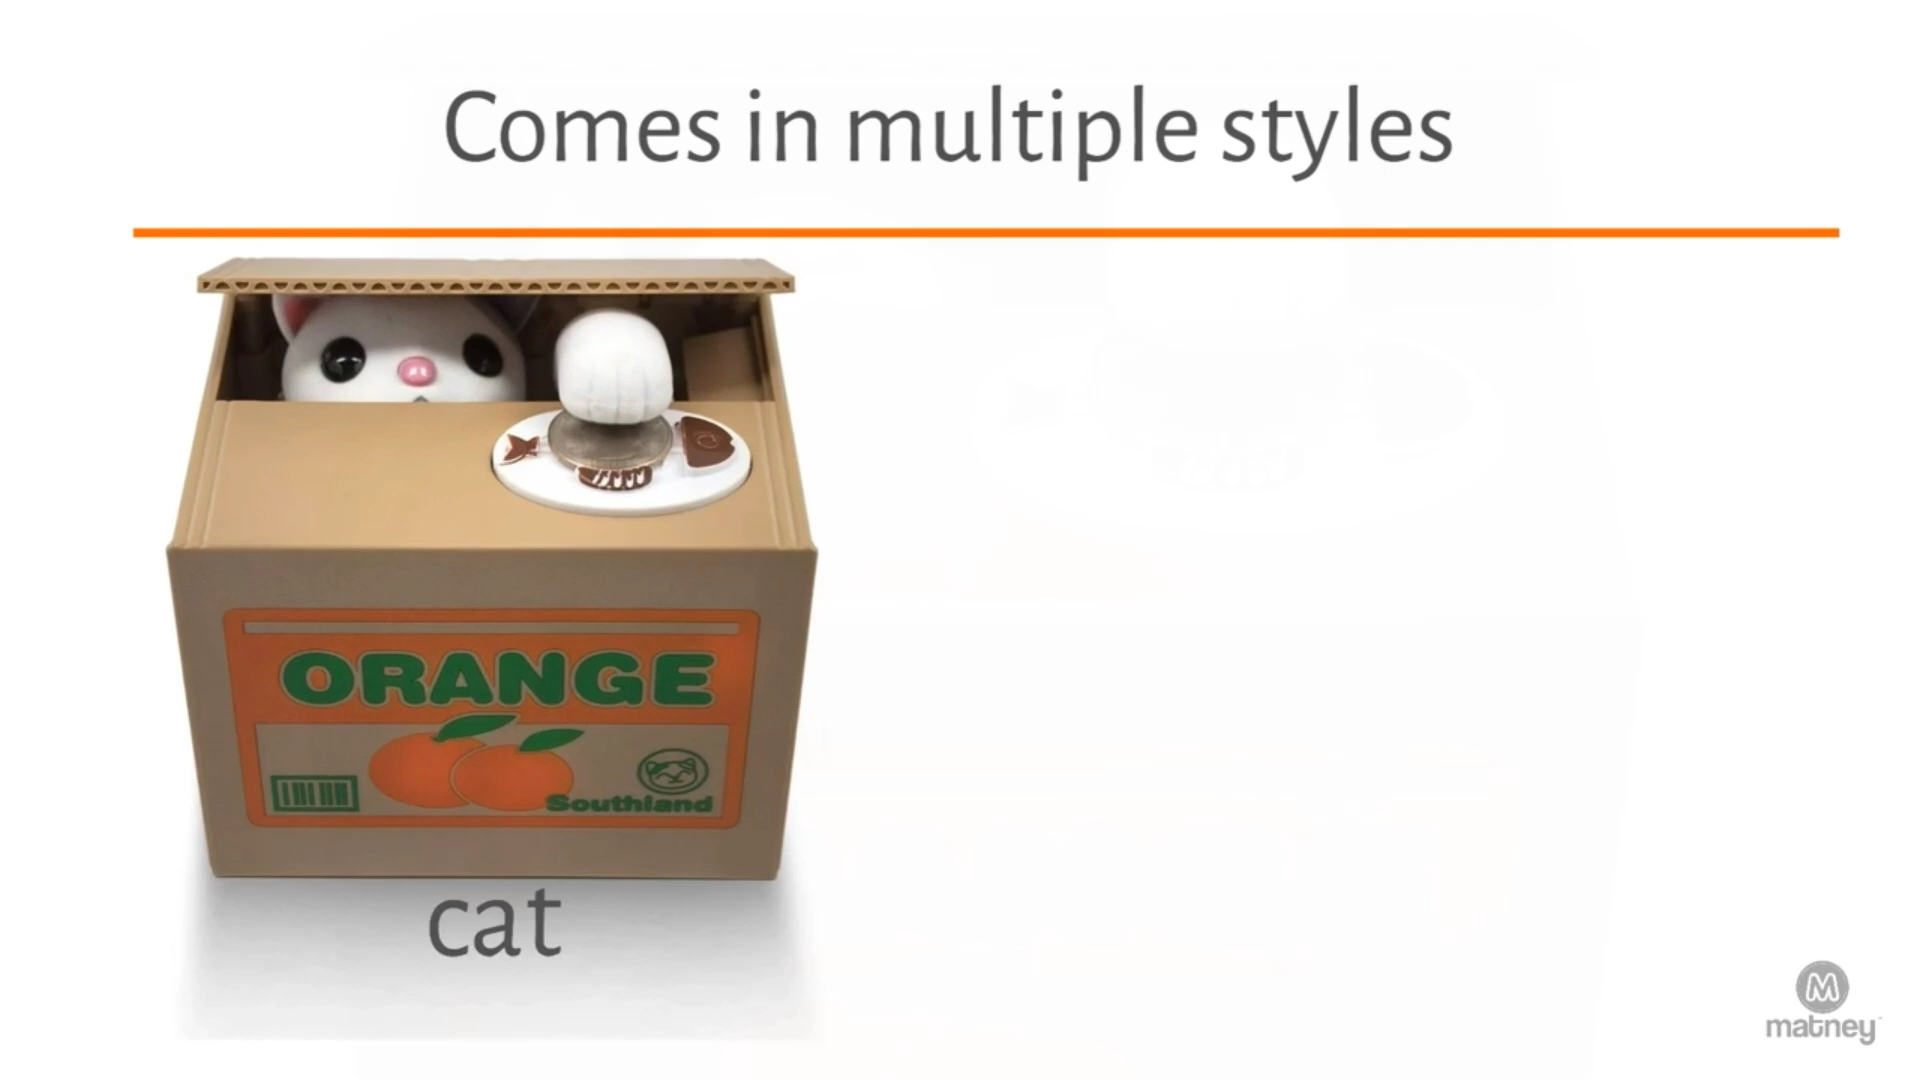 Comes in multiple styles
ORANGE
Southland
cat
M
matney